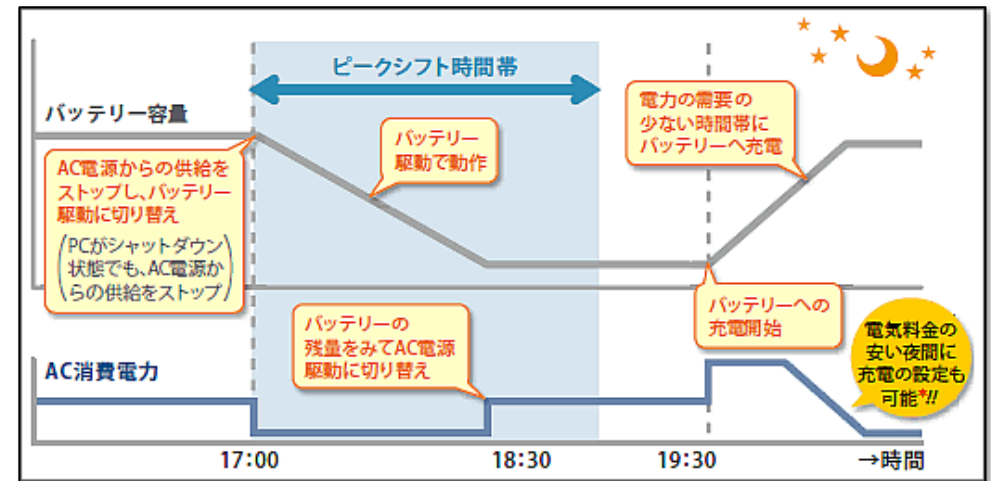 ピークシフト時間帯
バッテリー容量
AC電源からの供給を
ストップし、バッテリー
駆動に切り替え
(PCがシャットダウン
状態でも、AC電源か
らの供給をストップ)
バッテリー
駆動で動作
電力の需要の
少ない時間帯に
バッテリーへ充電
バッテリーへの
充電開始
バッテリーの
残量をみてAC電源
駆動に切り替え
電気料金の
安い夜間に
充電の設定も
可能*!!
AC消費電力
17:00
18:30
19:30
→時間